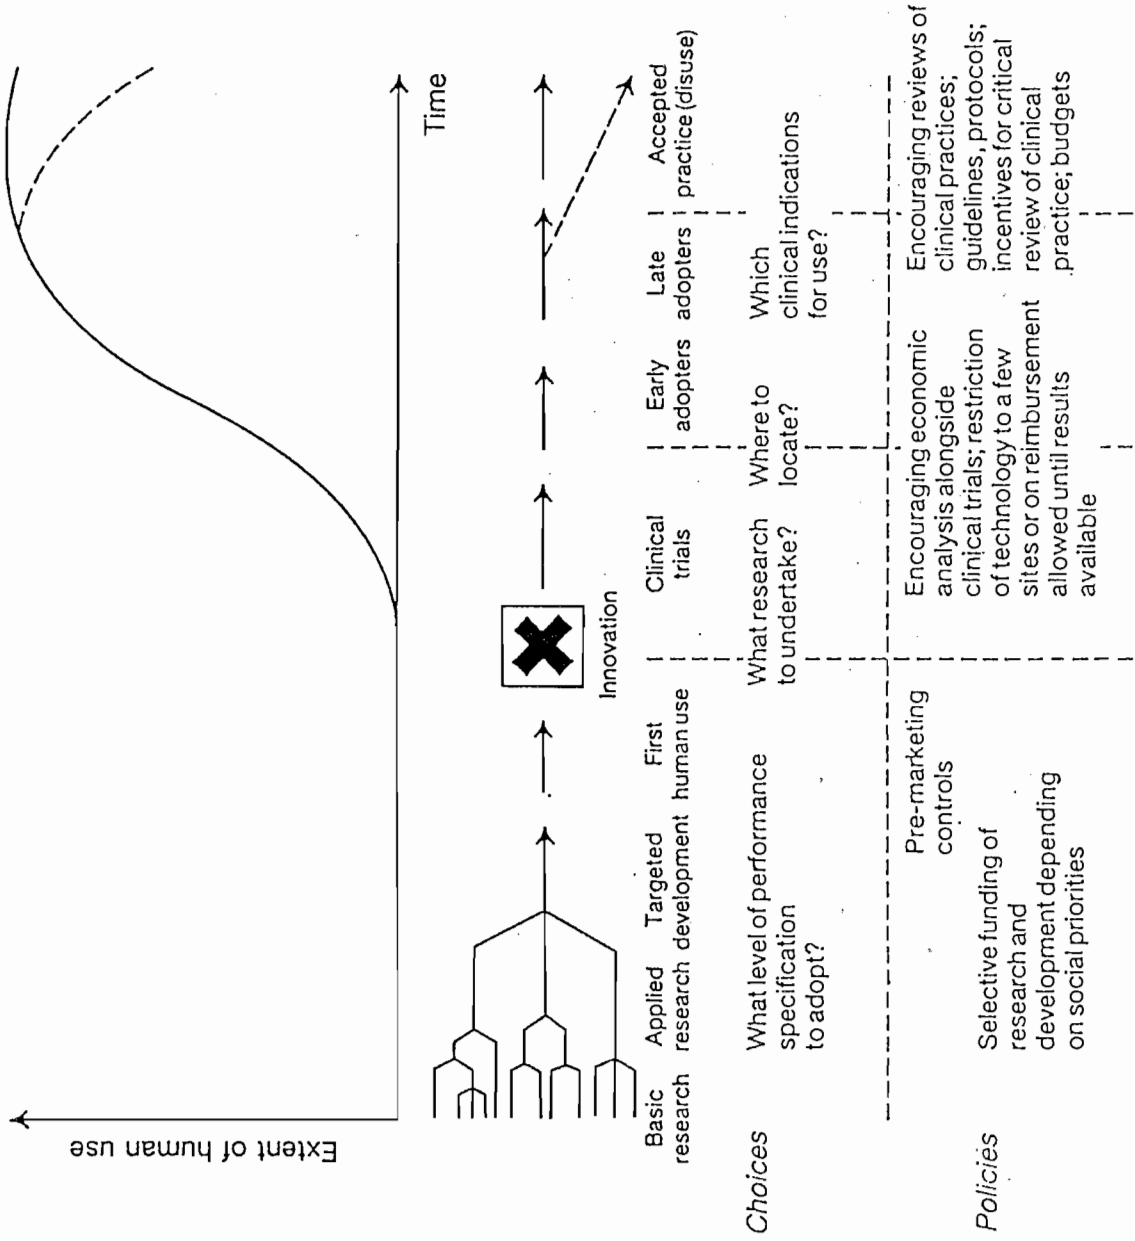 Extent of human use
Time
Innovation
Basic
research
Applied
research
Targeted
development
First
human use
Clinical
trials
Early
adopters
Late
adopters
Accepted
practice (disuse)
Choices
What level of performance
specification
to adopt?
What research
to undertake?
Where to
locate?
Which
clinical indications
for use?
Policies
Pre-marketing
controls
Selective funding of
research and
development depending
on social priorities
Encouraging economic
analysis alongside
clinical trials; restriction
of technology to a few
sites or on reimbursement
allowed until results
available
Encouraging reviews of
clinical practices;
guidelines, protocols;
incentives for critical
review of clinical
practice; budgets